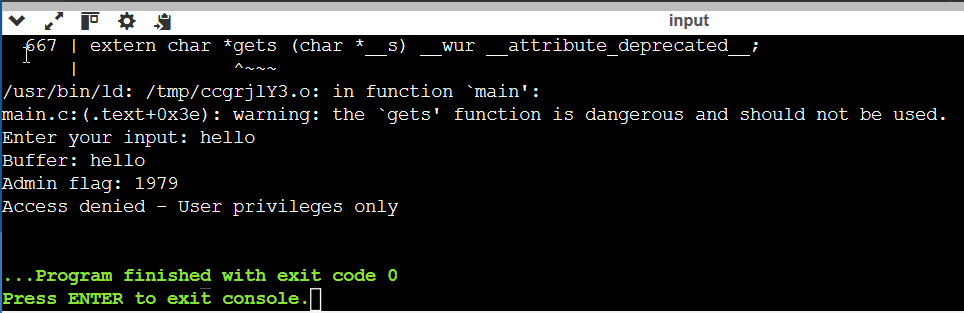 input
667 | extern char *gets (char *__s) __wur __attribute_deprecated__;
| ^~~~
/usr/bin/ld: /tmp/ccgrjlY3.o: in function `main':
main.c:(.text+0x3e): warning: the `gets' function is dangerous and should not be used.
Enter your input: hello
Buffer: hello
Admin flag: 1979
Access denied - User privileges only
...Program finished with exit code 0
Press ENTER to exit console.